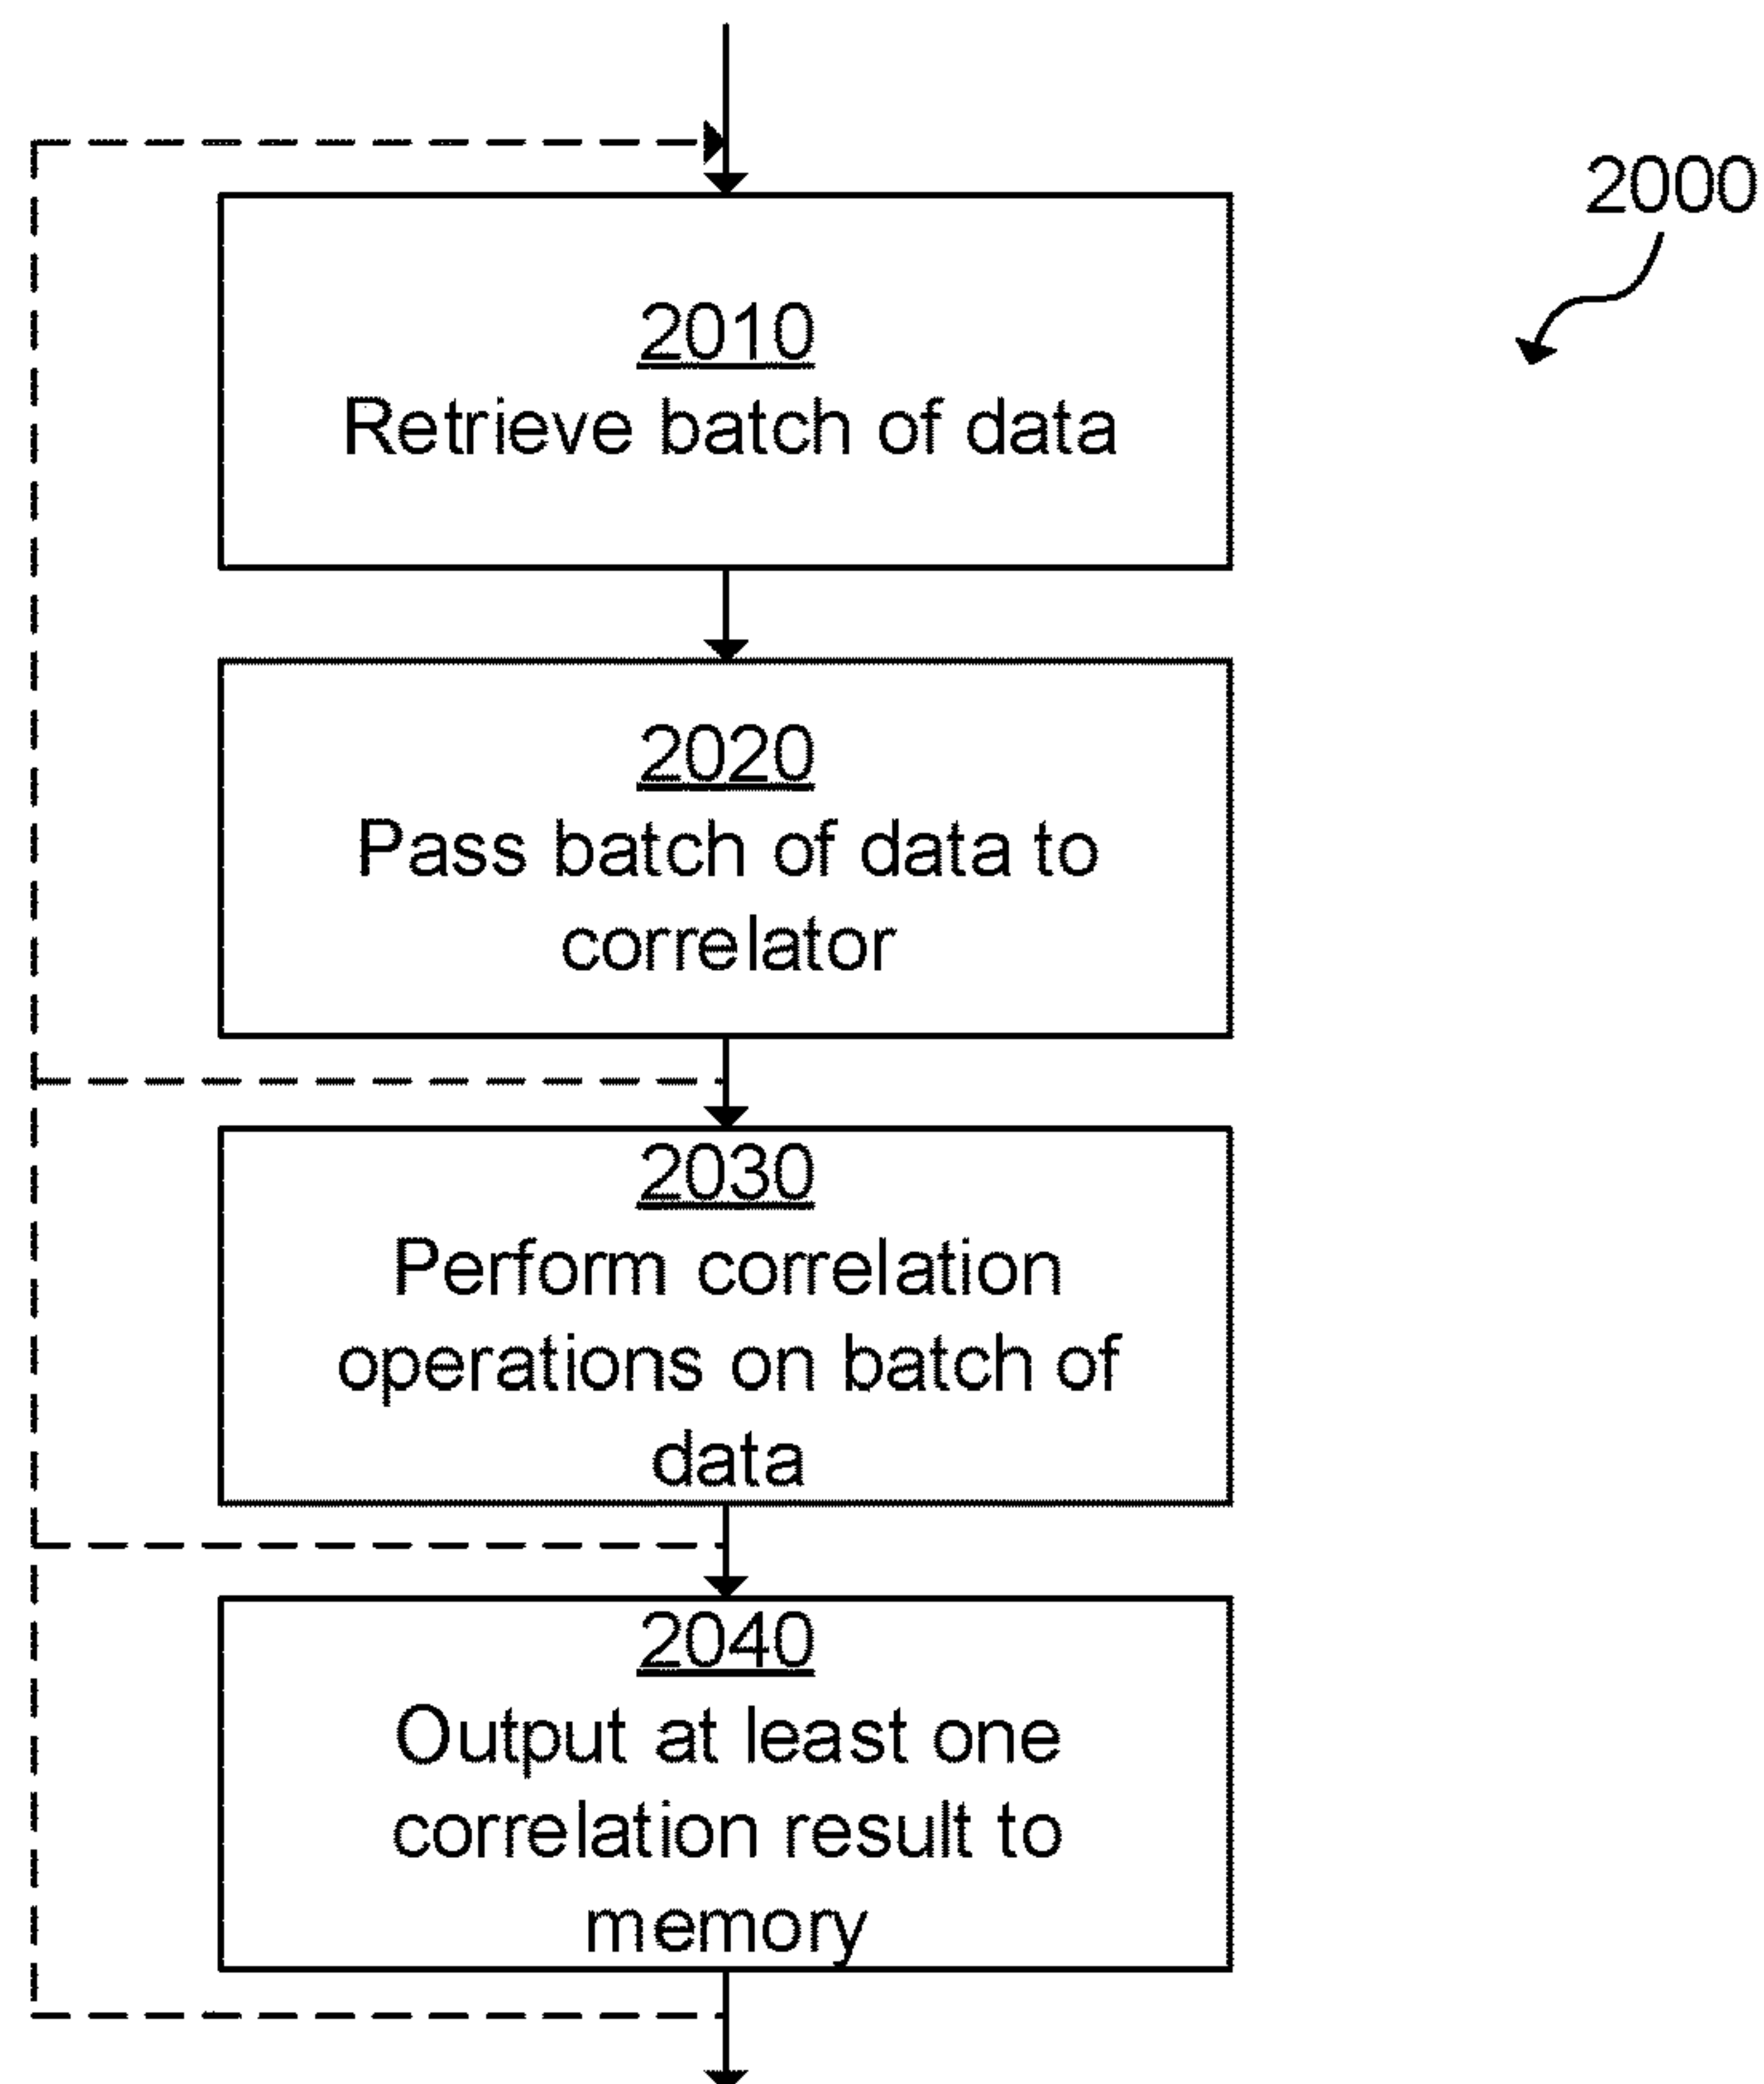 2000
2010
Retrieve batch of data
2020
Pass batch of data to
correlator
2030
Perform correlation
operations on batch of
data
2040
Output at least one
correlation result to
memory